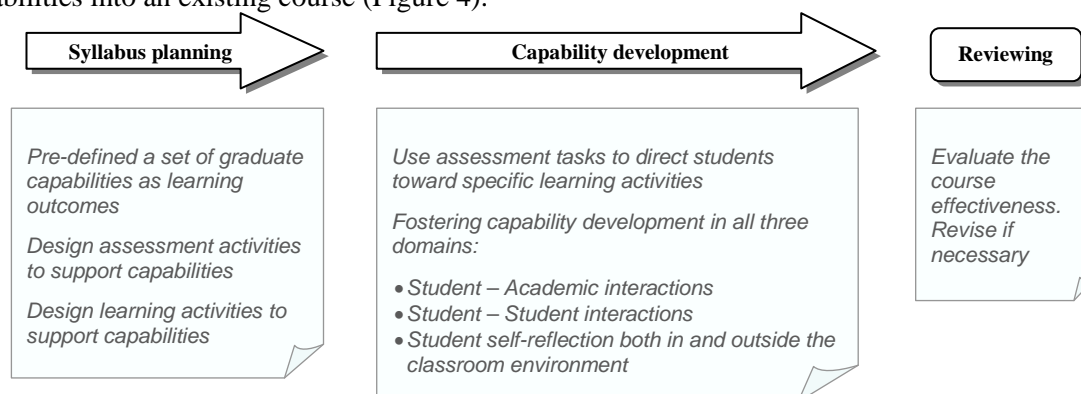 abilities into an existing course (Figure 4).
Syllabus planning
Capability development
Reviewing
Pre-defined a set of graduate
capabilities as learning
outcomes
Design assessment activities
to support capabilities
Design learning activities to
support capabilities
Use assessment tasks to direct students
toward specific learning activities
Fostering capability development in all three
domains:
• Student – Academic interactions
• Student – Student interactions
• Student self-reflection both in and outside the
classroom environment
Evaluate the
course
effectiveness.
Revise if
necessary